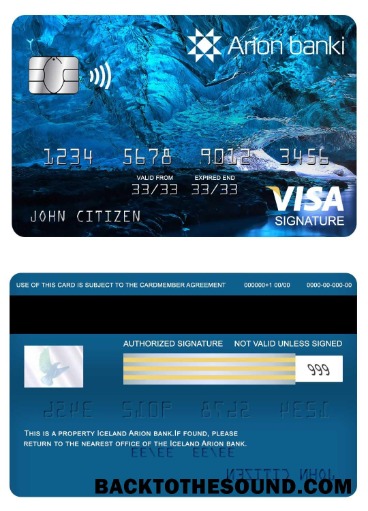 Arion banki
1234 5678 9012 3456
VALID FROM EXPIRED END
33/33 33/33
VISA
JOHN CITIZEN
SIGNATURE
USE OF THIS CARD IS SUBJECT TO THE CARDMEMBER AGREEMENT 000000+1 00/00 0000-00-000-00
AUTHORIZED SIGNATURE NOT VALID UNLESS SIGNED
999
THIS IS A PROPERTY ICELAND ARION BANK.IF FOUND, PLEASE
RETURN TO THE NEAREST OFFICE OF THE ICELAND ARION BANK.
BACKTOTHESOUND.COM